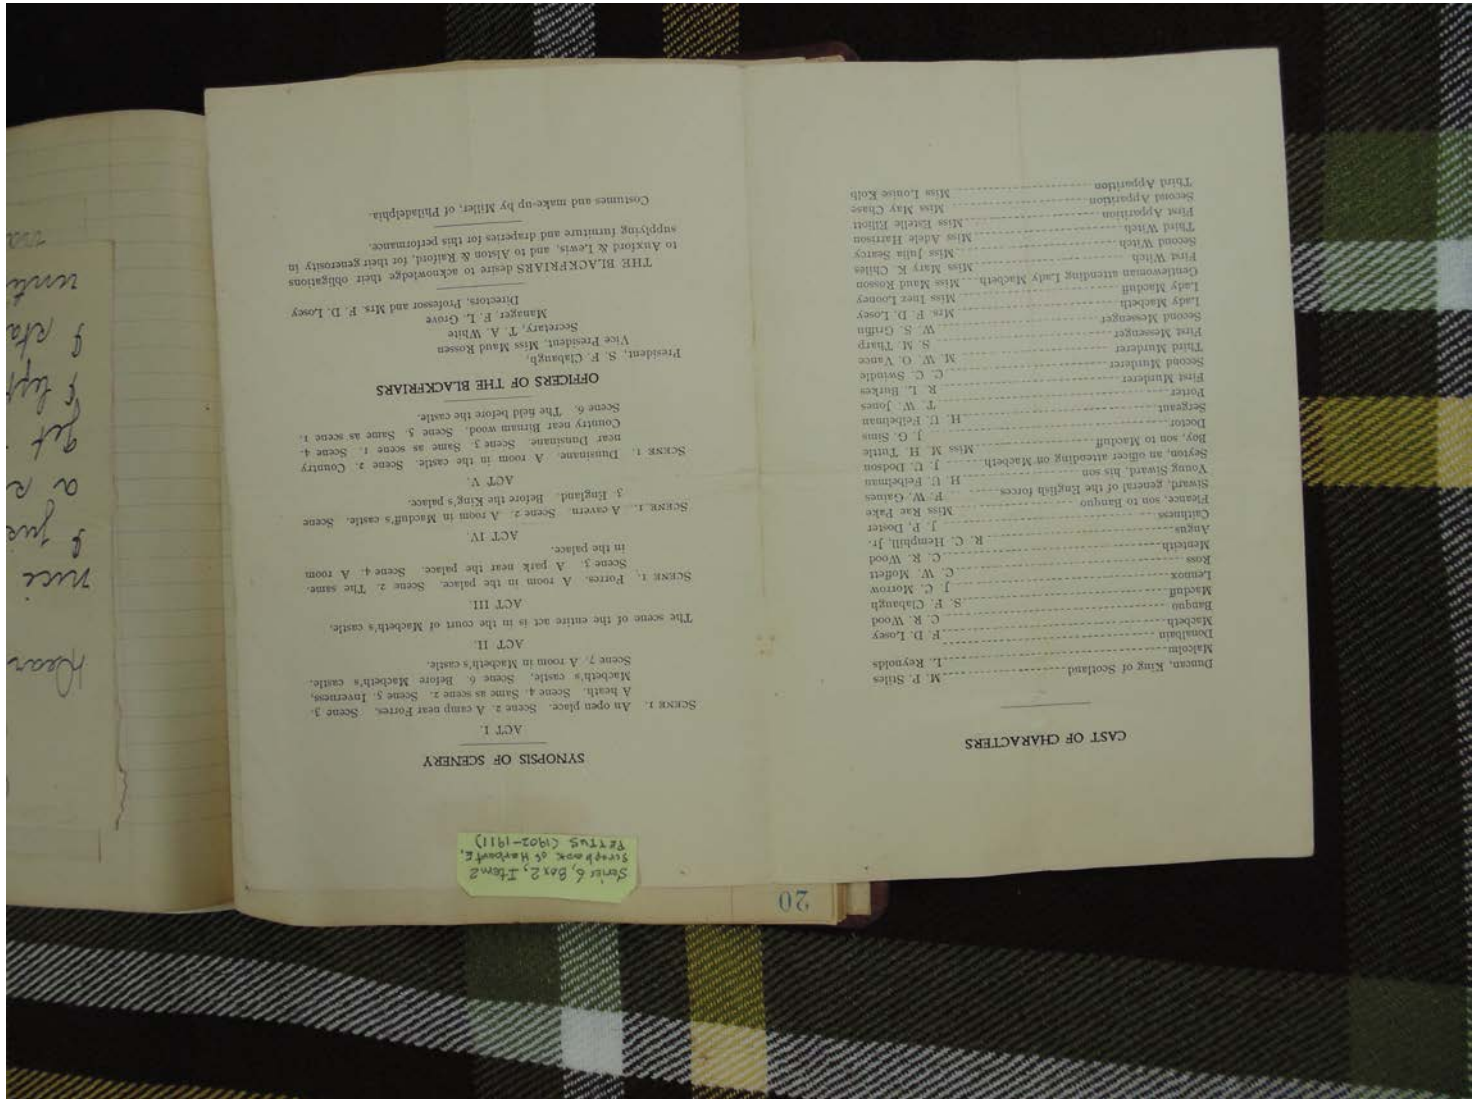 CAST OF CHARACTERS
Duncan, King of Scotland M. P. Stiles
Malcolm L. Reynolds
Donalbain
Macbeth F. D. Losey
Banquo C. R. Wood
Macduff S. F. Clabaugh
Lennox J. C. Morrow
Ross C. W. Moffett
Menteith C. R. Wood
Angus R. C. Hemphill, Jr.
Caithness J. P. Doster
Fleance, son to Banquo Miss Rae Fake
Siward, general of the English forces F. W. Gaines
Young Siward, his son H. U. Feibelman
Seyton, an officer attending on Macbeth J. U. Dodson
Boy, son to Macduff Miss M. H. Tuttle
Doctor J. G. Sims
Sergeant H. U. Feibelman
Porter T. W. Jones
First Murderer R. L. Burkes
Second Murderer C. C. Swindle
Third Murderer M. W. O. Vance
First Messenger S. M. Tharp
Second Messenger W. S. Griffin
Lady Macbeth Mrs. F. D. Losey
Lady Macduff Miss Inez Looney
Gentlewoman attending Lady Macbeth Miss Maud Rosson
First Witch Miss Mary K. Chiles
Second Witch Miss Julia Searcy
Third Witch Miss Adele Harrison
First Apparition Miss Estelle Elliott
Second Apparition Miss May Chase
Third Apparition Miss Louise Kolb
20
Series 6, Box 2, Item 2
Scrapbook of Harbart E.
PETTUS (1902-1911)
SYNOPSIS OF SCENERY
ACT I.
SCENE 1. An open place. Scene 2. A camp near Forres. Scene 3.
A heath. Scene 4. Same as scene 2. Scene 5. Inverness,
Macbeth's castle. Scene 6. Before Macbeth's castle.
Scene 7. A room in Macbeth's castle.
ACT II.
The scene of the entire act is in the court of Macbeth's castle.
ACT III.
SCENE 1. Forres. A room in the palace. Scene 2. The same.
Scene 3. A park near the palace. Scene 4. A room
in the palace.
ACT IV.
SCENE 1. A cavern. Scene 2. A room in Macduff's castle. Scene
3. England. Before the King's palace.
ACT V.
SCENE 1. Dunsinane. A room in the castle. Scene 2. Country
near Dunsinane. Scene 3. Same as scene 1. Scene 4.
Country near Birnam wood. Scene 5. Same as scene 1.
Scene 6. The field before the castle.
OFFICERS OF THE BLACKFRIARS
President, S. F. Clabaugh,
Vice President, Miss Maud Rossen
Secretary, T. A. White
Manager, F. L. Grove
Directors, Professor and Mrs. F. D. Losey
THE BLACKFRIARS desire to acknowledge their obligations
to Auxford & Lewis, and to Alston & Raiford, for their generosity in
supplying furniture and draperies for this performance.
Costumes and make-up by Miller, of Philadelphia.
Dear
nice
I jus
a
get
I left
I sta
unti